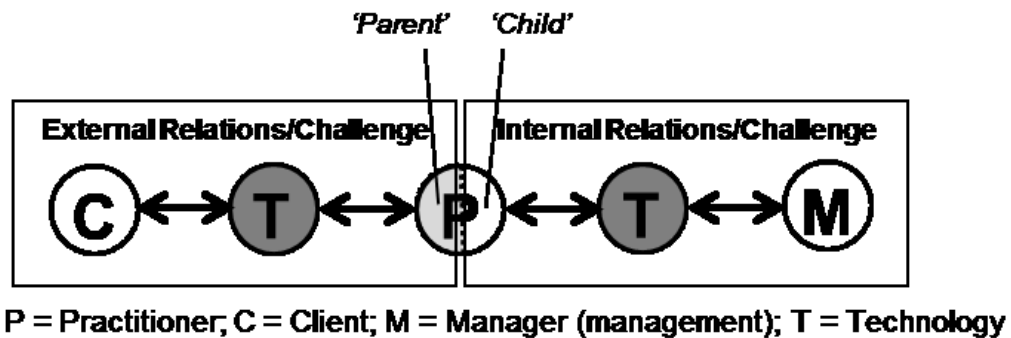 ‘Parent’ ‘Child’
External Relations/Challenge Internal Relations/Challenge
C T P T M
P = Practitioner; C = Client; M = Manager (management); T = Technology